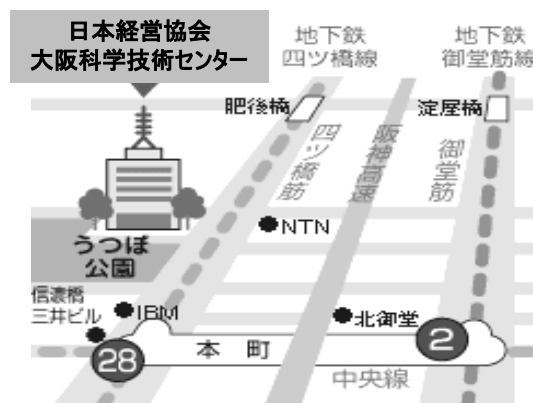 日本経営協会
大阪科学技術センター
地下鉄
四ツ橋線
地下鉄
御堂筋線
肥後橋
淀屋橋
四ツ橋筋
阪神高速
御堂筋
NTN
うつぼ
公園
信濃橋
三井ビル
IBM
北御堂
2
28
本町
中央線